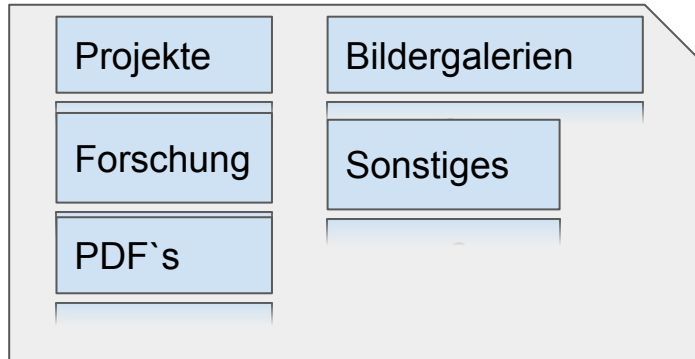 Projekte
Forschung
PDF`s
Bildergalerien
Sonstiges